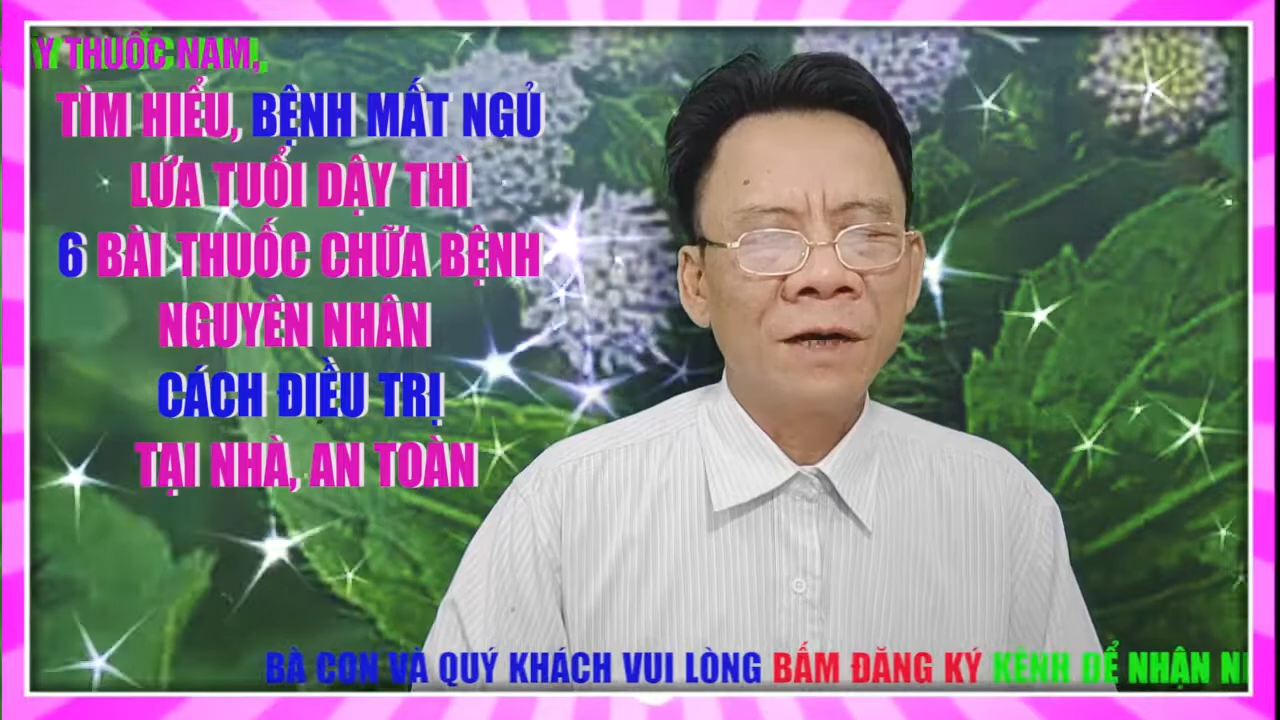 THUỐC NAM,
TÌM HIỂU, BỆNH MẤT NGỦ
LỨA TUỔI DẬY THÌ
6 BÀI THUỐC CHỮA BỆNH
NGUYÊN NHÂN
CÁCH ĐIỀU TRỊ
TẠI NHÀ, AN TOÀN
BÀ CON VÀ QUÝ KHÁCH VUI LÒNG BẤM ĐĂNG KÝ KÊNH ĐỂ NHẬN